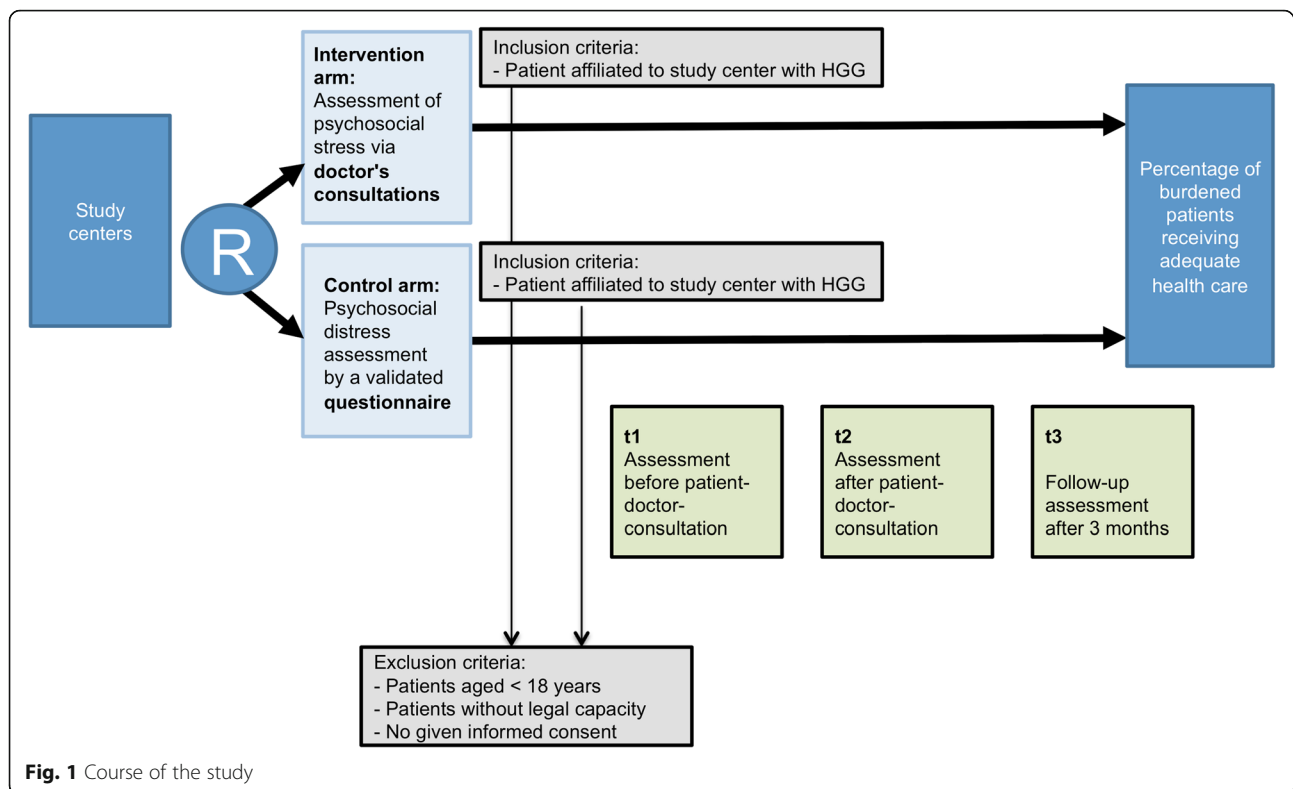 Study
centers
R
Intervention
arm:
Assessment of
psychosocial
stress via
doctor's
consultations
Inclusion criteria:
- Patient affiliated to study center with HGG
Control arm:
Psychosocial
distress
assessment
by a validated
questionnaire
Inclusion criteria:
- Patient affiliated to study center with HGG
Percentage of
burdened
patients
receiving
adequate
health care
t1
Assessment
before patient-
doctor-
consultation
t2
Assessment
after patient-
doctor-
consultation
t3
Follow-up
assessment
after 3 months
Exclusion criteria:
- Patients aged < 18 years
- Patients without legal capacity
- No given informed consent
Fig. 1 Course of the study